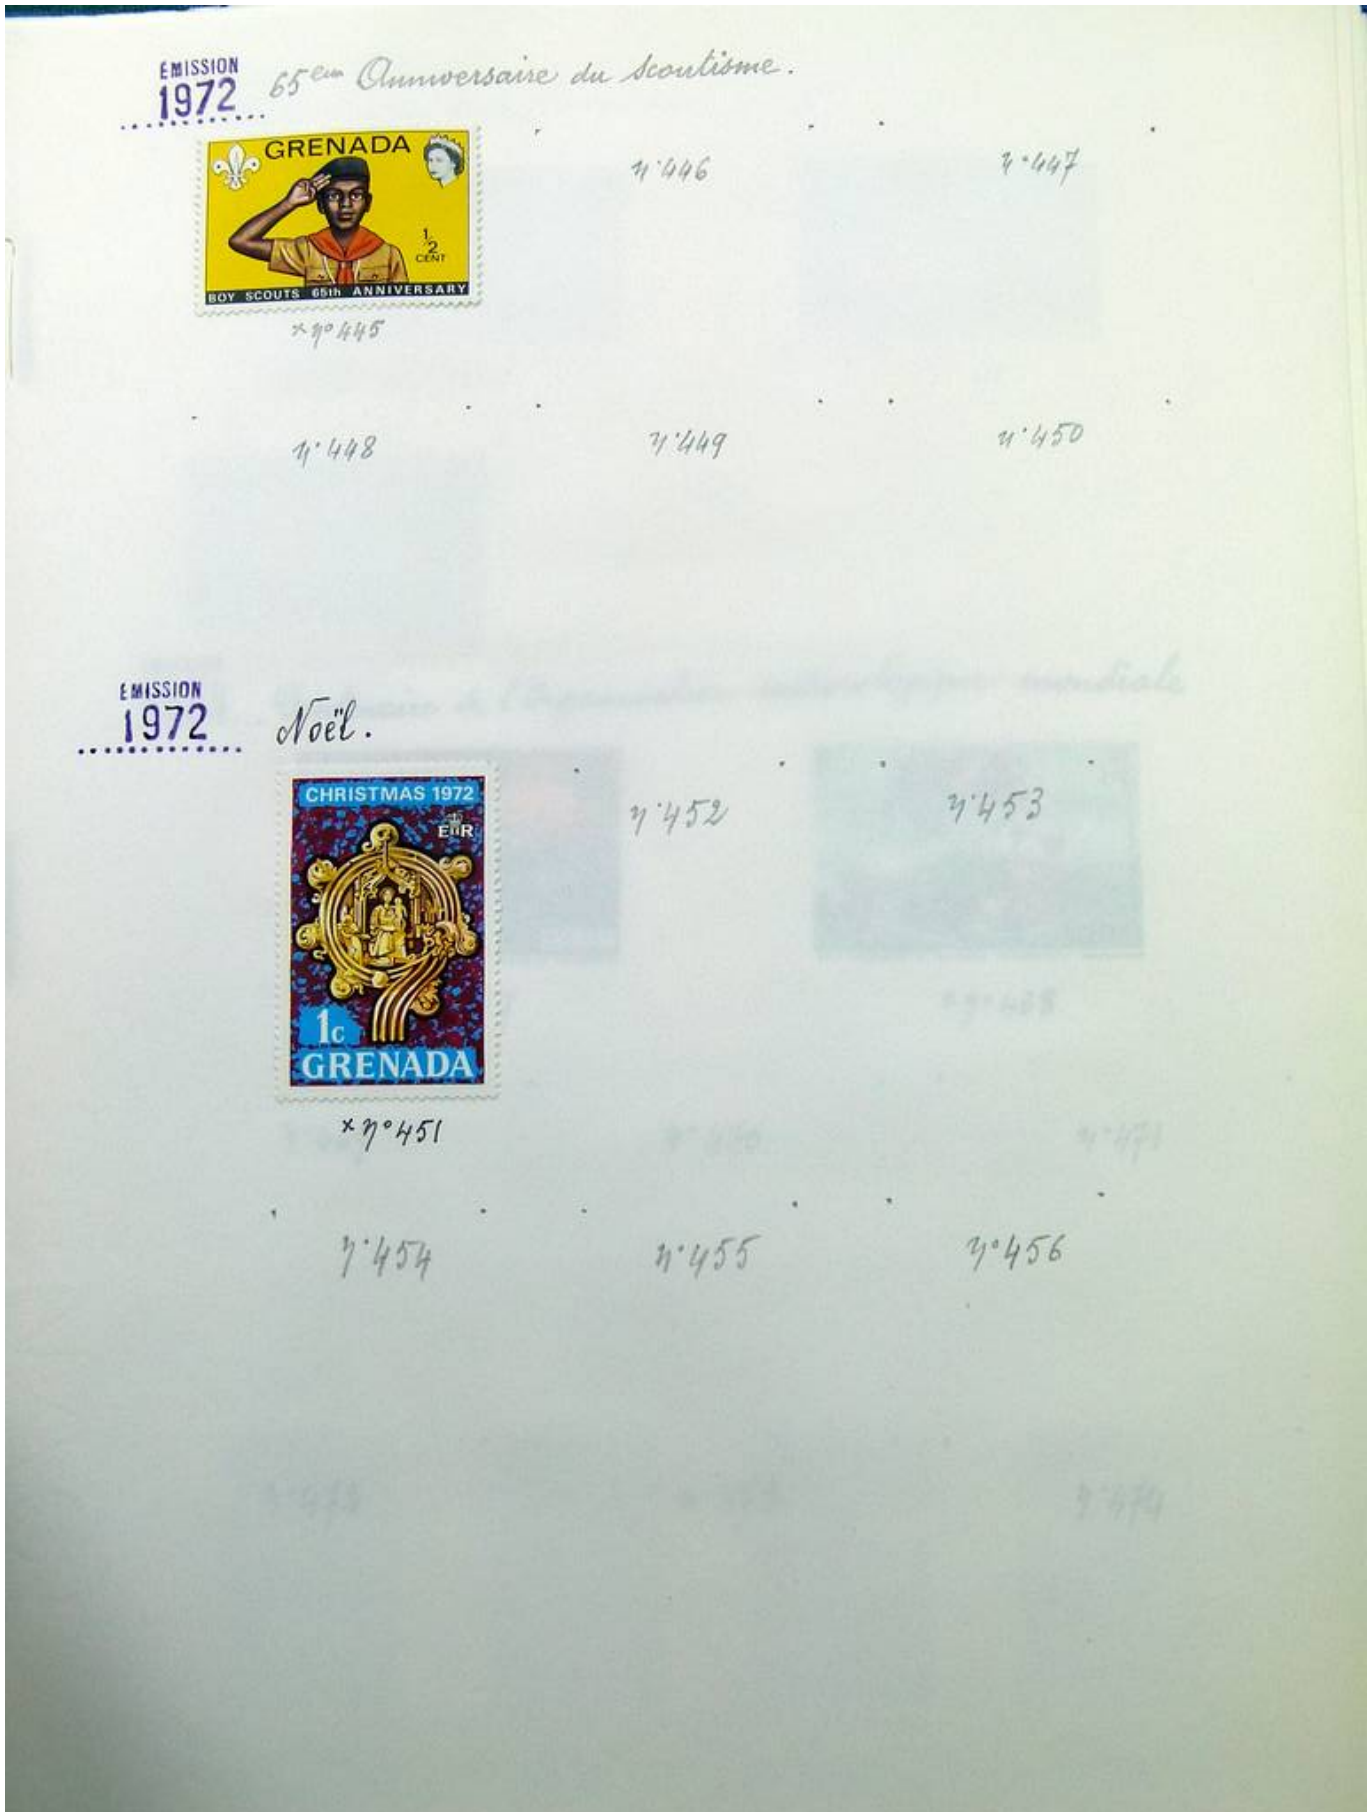 EMISSION
1972 65em Anniversaire du Scoutisme.
GRENADA
1/2
CENT
BOY SCOUTS 65th ANNIVERSARY
n°446
n°447
x n°445
n°448
n°449
n°450
EMISSION
1972 Noël.
CHRISTMAS 1972
EIIR
1c
GRENADA
n°452
n°453
x n°451
n°454
n°455
n°456